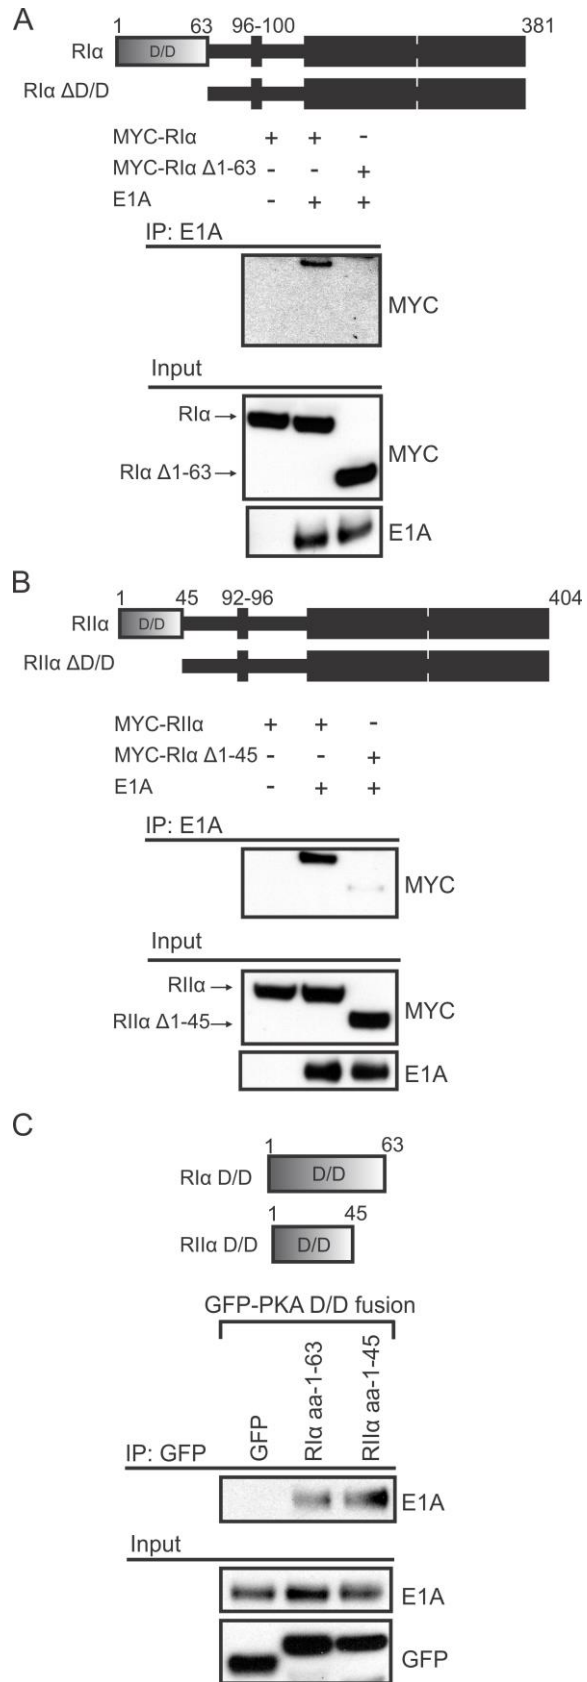 A
1 63 96-100 381
RIα D/D
RIα ΔD/D
MYC-RIα + + -
MYC-RIα Δ1-63 - - +
E1A - + +
IP: E1A
MYC
Input
RIα
MYC
RIα Δ1-63
E1A
B
1 45 92-96 404
RIIα D/D
RIIα ΔD/D
MYC-RIIα + + -
MYC-RIα Δ1-45 - - +
E1A - + +
IP: E1A
MYC
Input
RIIα
MYC
RIIα Δ1-45
E1A
C
1 63
RIα D/D D/D
1 45
RIIα D/D D/D
GFP-PKA D/D fusion
GFP
RIα aa-1-63
RIIα aa-1-45
IP: GFP
E1A
Input
E1A
GFP